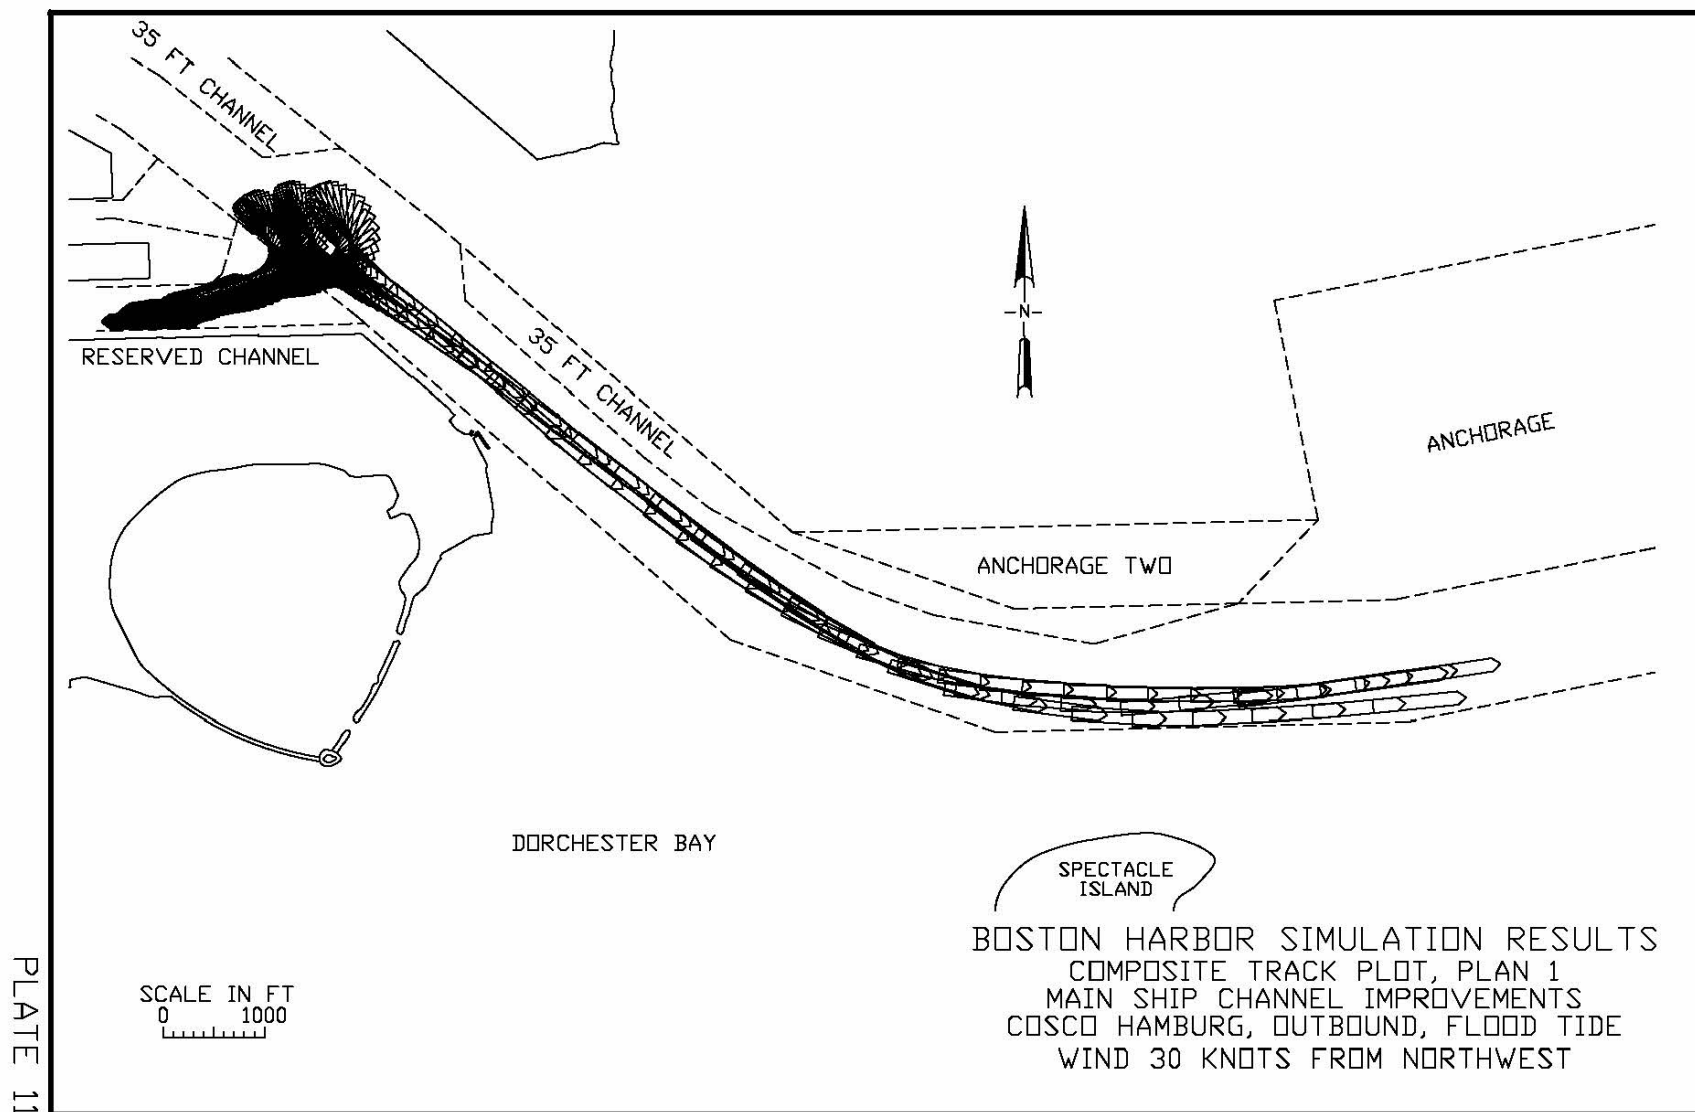 35 FT CHANNEL
-N-
RESERVED CHANNEL
35 FT CHANNEL
ANCHORAGE
ANCHORAGE TWO
DORCHESTER BAY
SPECTACLE
ISLAND
BOSTON HARBOR SIMULATION RESULTS
COMPOSITE TRACK PLOT, PLAN 1
MAIN SHIP CHANNEL IMPROVEMENTS
COSCO HAMBURG, OUTBOUND, FLOOD TIDE
WIND 30 KNOTS FROM NORTHWEST
SCALE IN FT
0 1000
PLATE 11